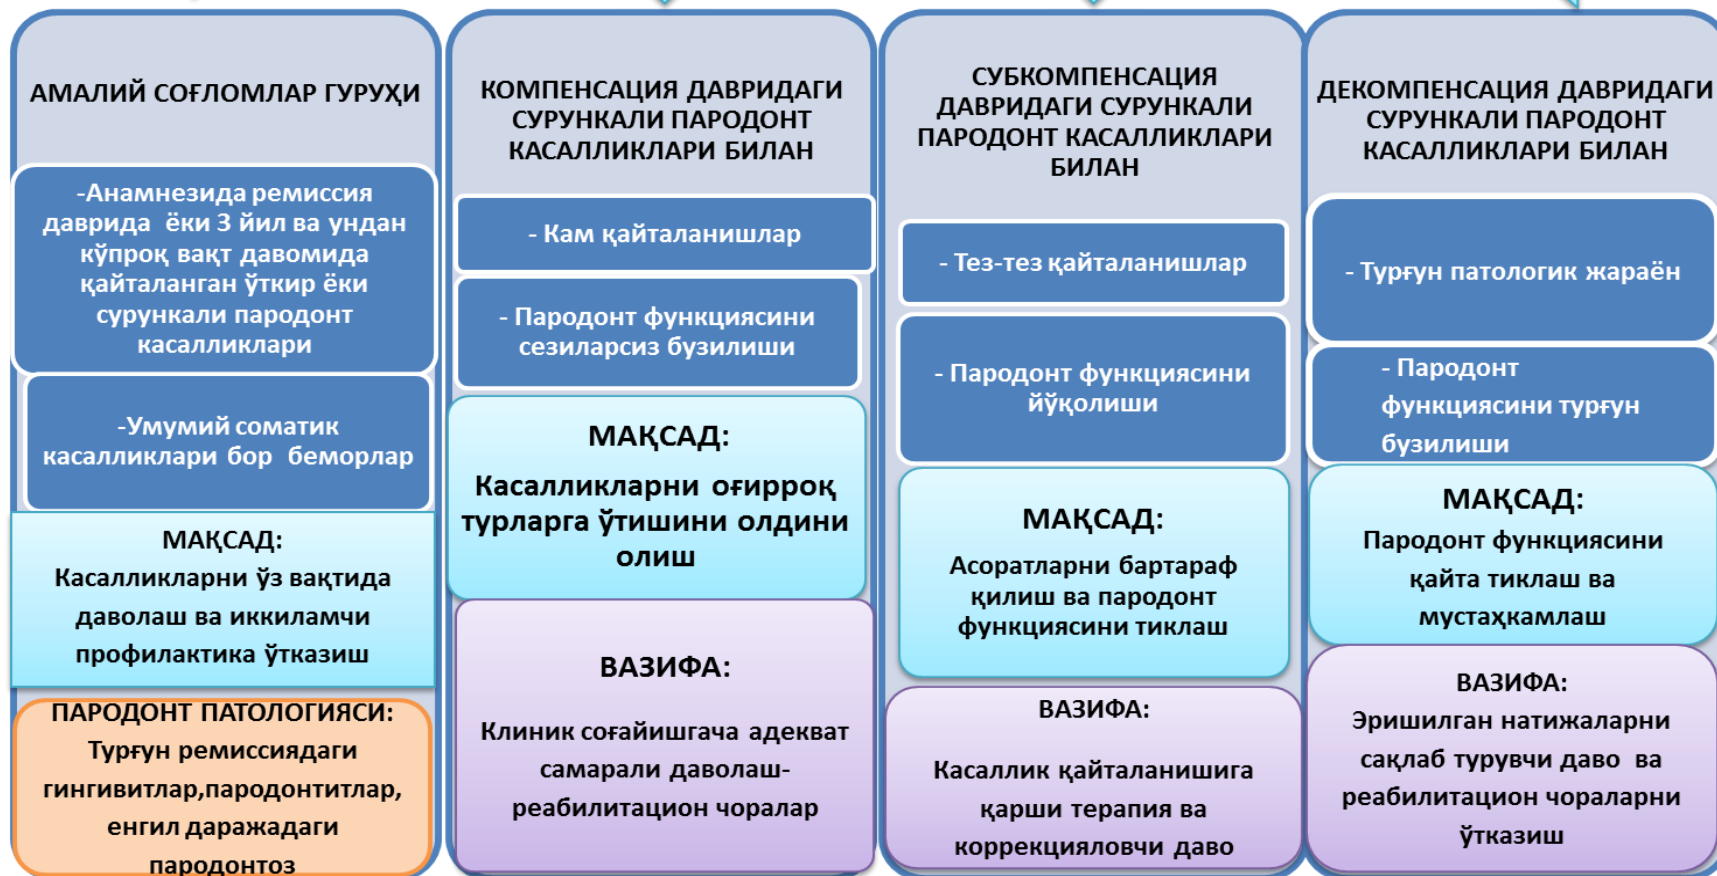 АМАЛИЙ СОҒЛОМЛАР ГУРУҲИ
-Анамнезида ремиссия
даврида ёки 3 йил ва ундан
кўпроқ вақт давомида
қайталанган ўткир ёки
сурункали пародонт
касалликлари
-Умумий соматик
касалликлари бор беморлар
МАҚСАД:
Касалликларни ўз вақтида
даволаш ва иккиламчи
профилактика ўтказиш
ПАРОДОНТ ПАТОЛОГИЯСИ:
Турғун ремиссиядаги
гингивитлар,пародонтитлар,
енгил даражадаги
пародонтоз
КОМПЕНСАЦИЯ ДАВРИДАГИ
СУРУНКАЛИ ПАРОДОНТ
КАСАЛЛИКЛАРИ БИЛАН
- Кам қайталанишлар
- Пародонт функциясини
сезиларсиз бузилиши
МАҚСАД:
Касалликларни оғирроқ
турларга ўтишини олдини
олиш
ВАЗИФА:
Клиник соғайишгача адекват
самарали даволаш-
реабилитацион чоралар
СУБКОМПЕНСАЦИЯ
ДАВРИДАГИ СУРУНКАЛИ
ПАРОДОНТ КАСАЛЛИКЛАРИ
БИЛАН
- Тез-тез қайталанишлар
- Пародонт функциясини
йўқолиши
МАҚСАД:
Асоратларни бартараф
қилиш ва пародонт
функциясини тиклаш
ВАЗИФА:
Касаллик қайталанишига
қарши терапия ва
коррекцияловчи даво
ДЕКОМПЕНСАЦИЯ ДАВРИДАГИ
СУРУНКАЛИ ПАРОДОНТ
КАСАЛЛИКЛАРИ БИЛАН
- Турғун патологик жараён
- Пародонт
функциясини турғун
бузилиши
МАҚСАД:
Пародонт функциясини
қайта тиклаш ва
мустаҳкамлаш
ВАЗИФА:
Эришилган натижаларни
сақлаб турувчи даво ва
реабилитацион чораларни
ўтказиш